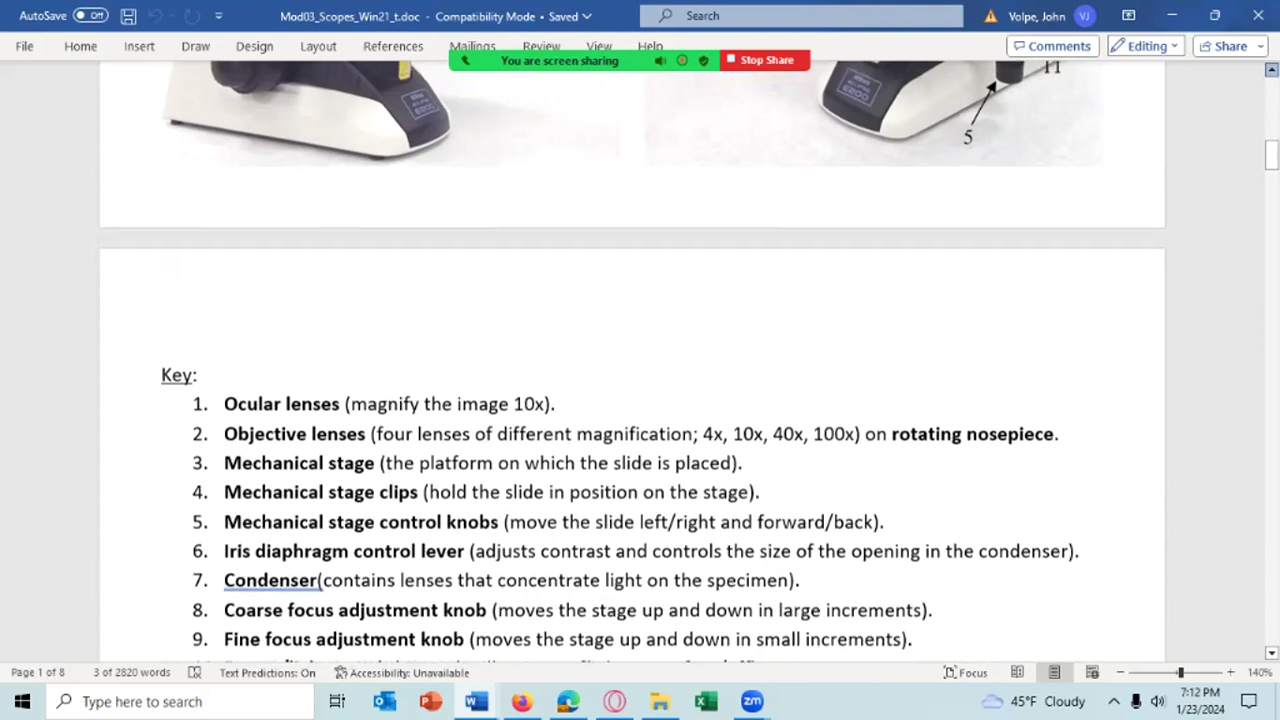 AutoSave Off Mod03_Scopes_Win21_t.doc - Compatibility Mode • Saved Search Volpe, John VJ
File Home Insert Draw Design Layout References Mailings Review View Help Comments Editing Share
You are screen sharing Stop Share
ECLIPSE
E200
ECLIPSE
E200
11
5
Key:
1. Ocular lenses (magnify the image 10x).
2. Objective lenses (four lenses of different magnification; 4x, 10x, 40x, 100x) on rotating nosepiece.
3. Mechanical stage (the platform on which the slide is placed).
4. Mechanical stage clips (hold the slide in position on the stage).
5. Mechanical stage control knobs (move the slide left/right and forward/back).
6. Iris diaphragm control lever (adjusts contrast and controls the size of the opening in the condenser).
7. Condenser(contains lenses that concentrate light on the specimen).
8. Coarse focus adjustment knob (moves the stage up and down in large increments).
9. Fine focus adjustment knob (moves the stage up and down in small increments).
Page 1 of 8 3 of 2820 words Text Predictions: On Accessibility: Unavailable Focus 140%
Type here to search 45°F Cloudy 7:12 PM
1/23/2024